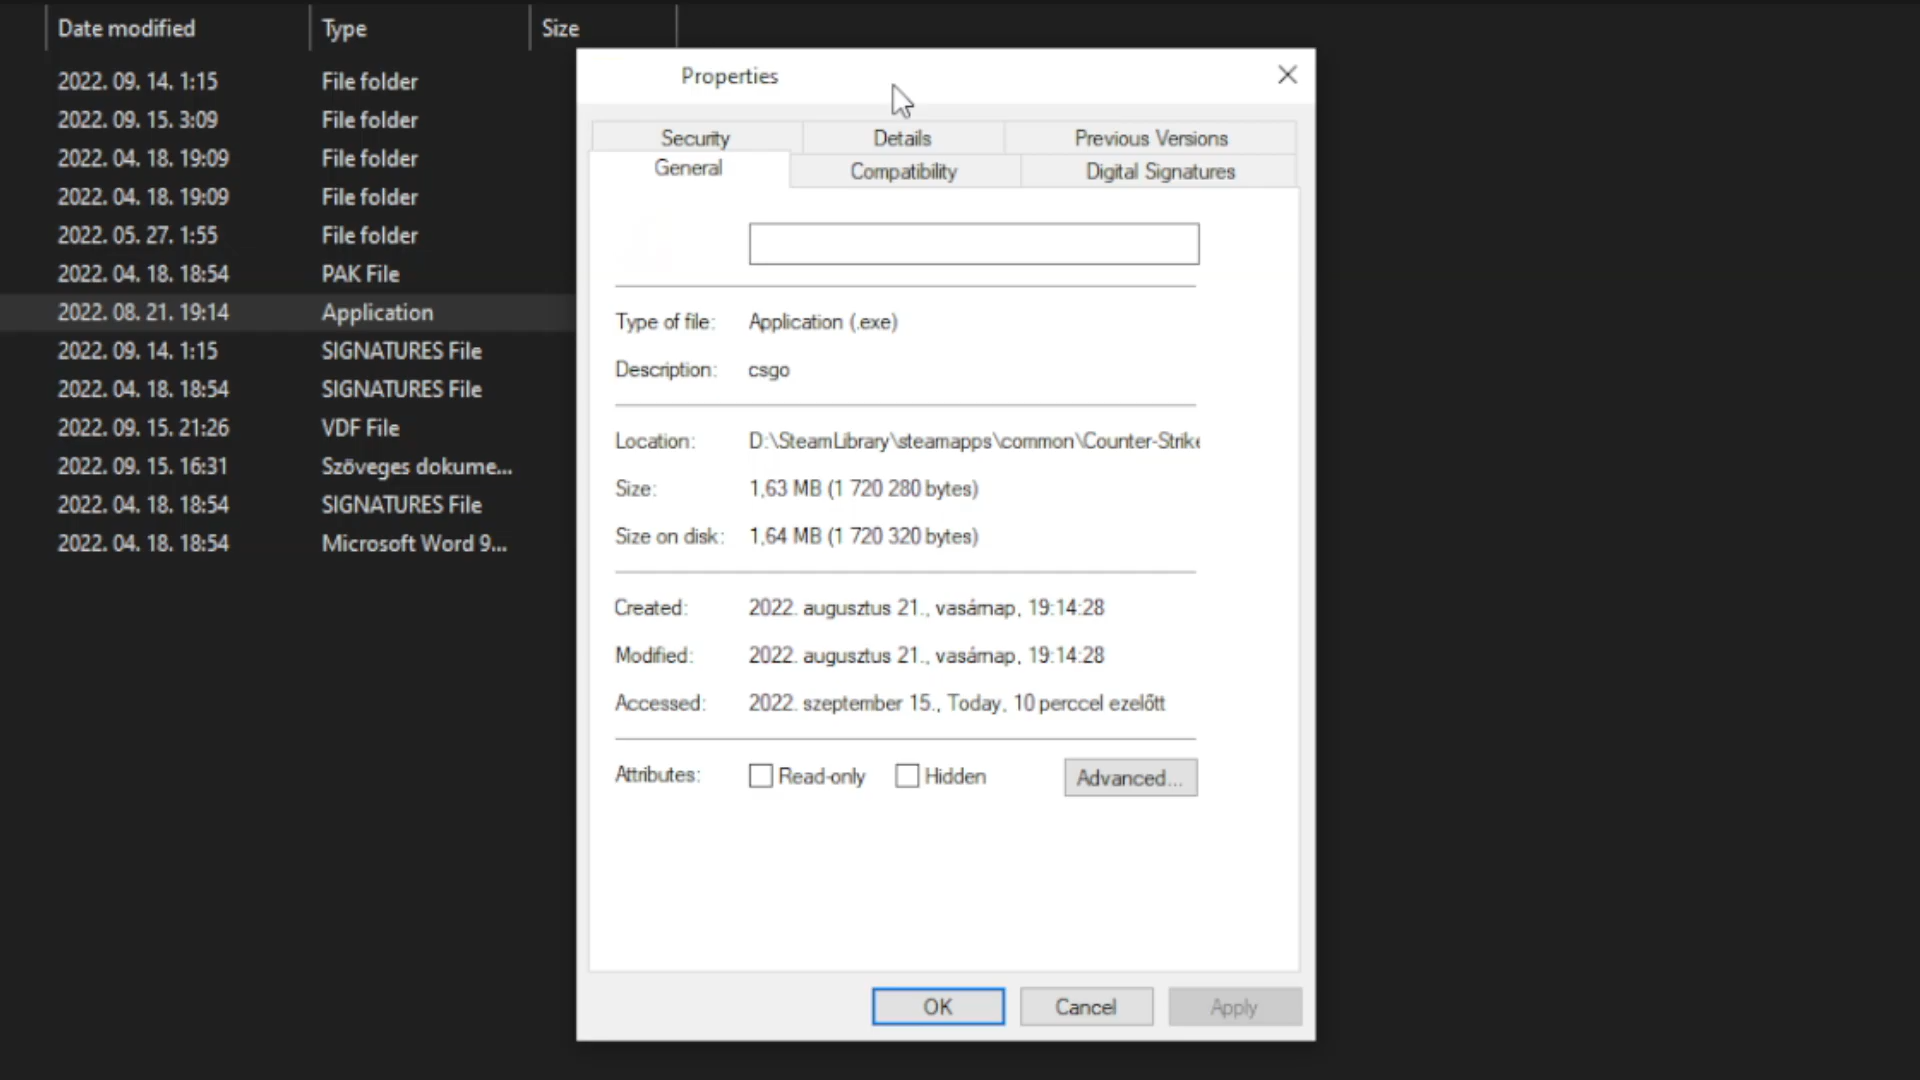 Date modified Type Size
2022. 09. 14. 1:15 File folder
2022. 09. 15. 3:09 File folder
2022. 04. 18. 19:09 File folder
2022. 04. 18. 19:09 File folder
2022. 05. 27. 1:55 File folder
2022. 04. 18. 18:54 PAK File
2022. 08. 21. 19:14 Application
2022. 09. 14. 1:15 SIGNATURES File
2022. 04. 18. 18:54 SIGNATURES File
2022. 09. 15. 21:26 VDF File
2022. 09. 15. 16:31 Szöveges dokume...
2022. 04. 18. 18:54 SIGNATURES File
2022. 04. 18. 18:54 Microsoft Word 9...
Properties
Security Details Previous Versions
General Compatibility Digital Signatures
Type of file: Application (.exe)
Description: csgo
Location: D:\SteamLibrary\steamapps\common\Counter-Strike
Size: 1,63 MB (1 720 280 bytes)
Size on disk: 1,64 MB (1 720 320 bytes)
Created: 2022. augusztus 21., vasárnap, 19:14:28
Modified: 2022. augusztus 21., vasárnap, 19:14:28
Accessed: 2022. szeptember 15., Today, 10 perccel ezelőtt
Attributes: Read-only Hidden Advanced...
OK Cancel Apply